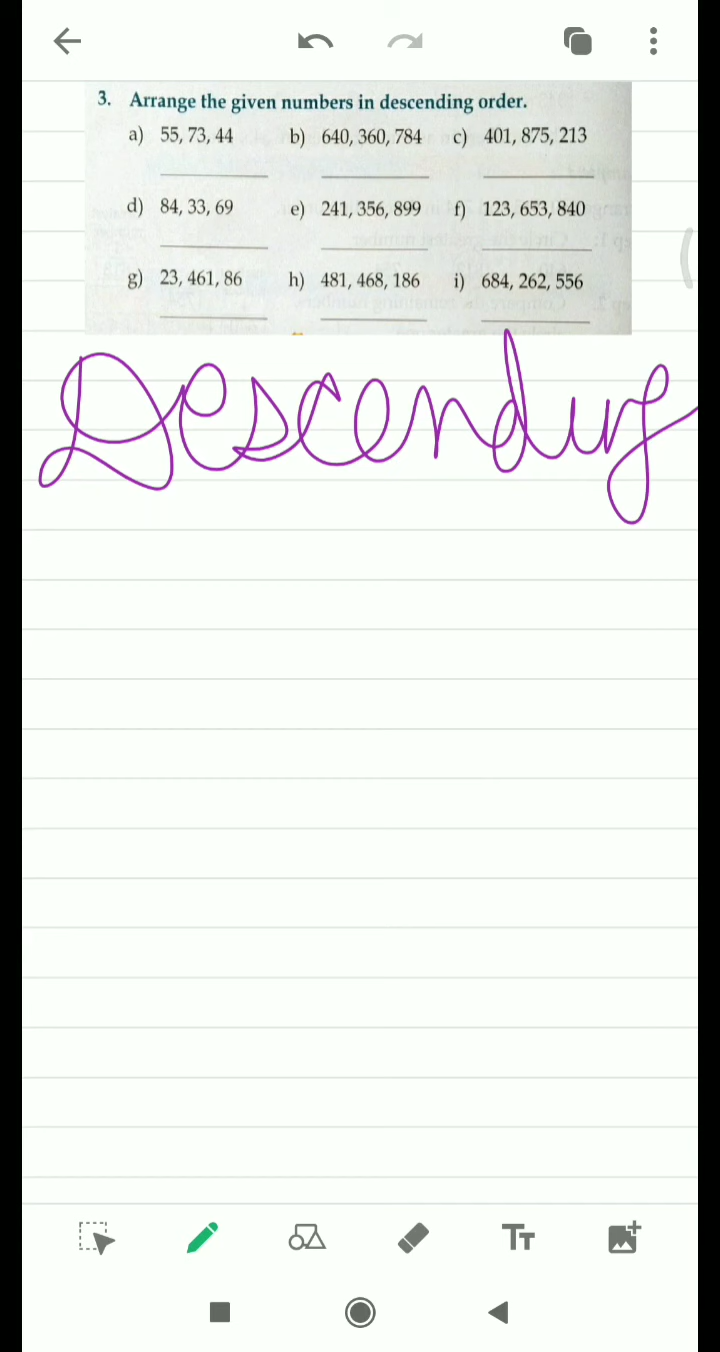 3. Arrange the given numbers in descending order.
a) 55, 73, 44 b) 640, 360, 784 c) 401, 875, 213
d) 84, 33, 69 e) 241, 356, 899 f) 123, 653, 840
g) 23, 461, 86 h) 481, 468, 186 i) 684, 262, 556
Descending